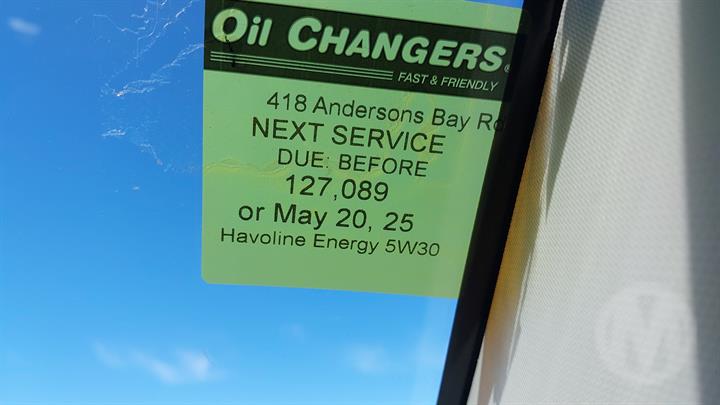 Oil CHANGERS
FAST & FRIENDLY
418 Andersons Bay Rd
NEXT SERVICE
DUE: BEFORE
127,089
or May 20, 25
Havoline Energy 5W30